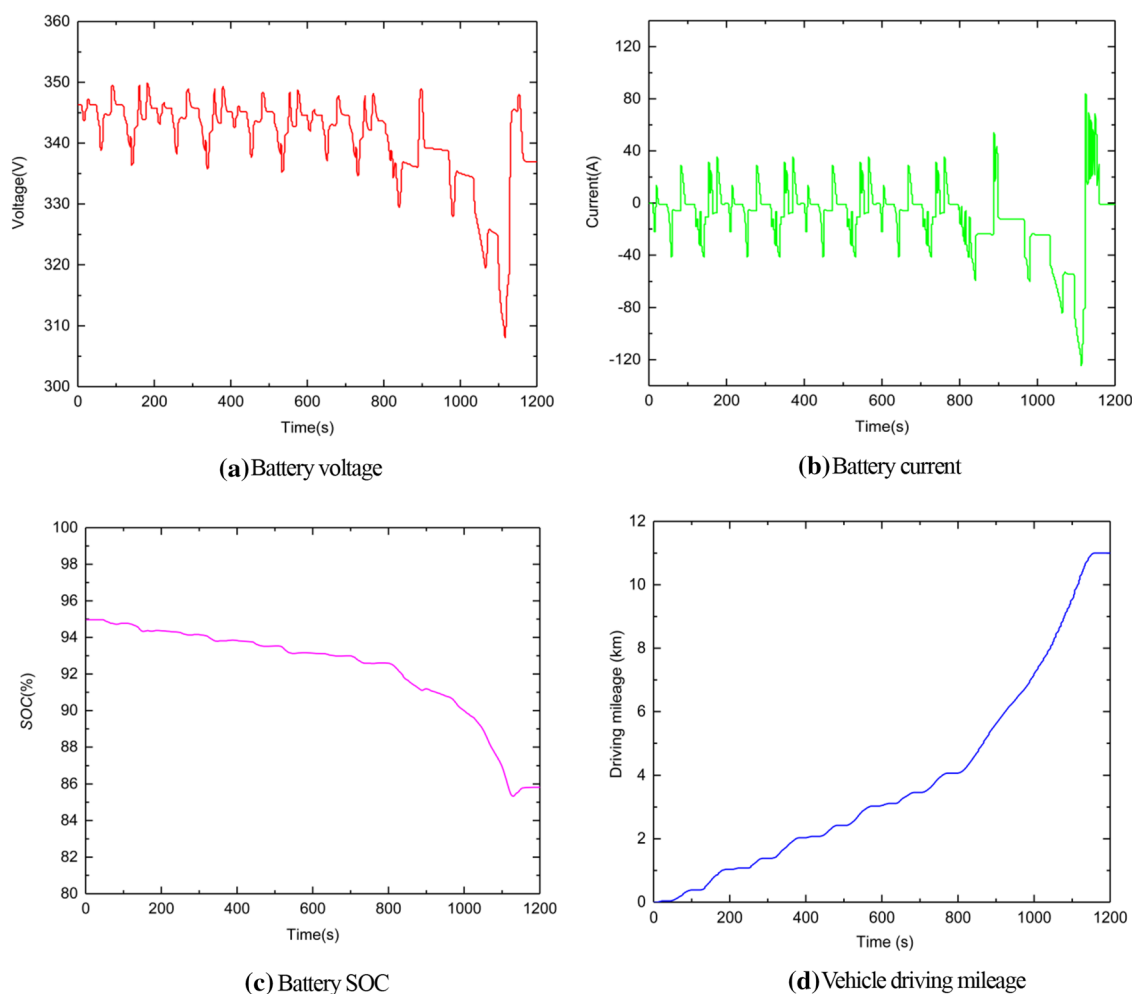 360
350
340
330
320
310
300
Voltage(V)
0 200 400 600 800 1000 1200
Time(s)
(a) Battery voltage
120
80
40
0
-40
-80
-120
Current(A)
0 200 400 600 800 1000 1200
Time(s)
(b) Battery current
100
98
96
94
92
90
88
86
84
82
80
SOC(%)
0 200 400 600 800 1000 1200
Time(s)
(c) Battery SOC
12
10
8
6
4
2
0
Driving mileage (km)
0 200 400 600 800 1000 1200
Time (s)
(d) Vehicle driving mileage